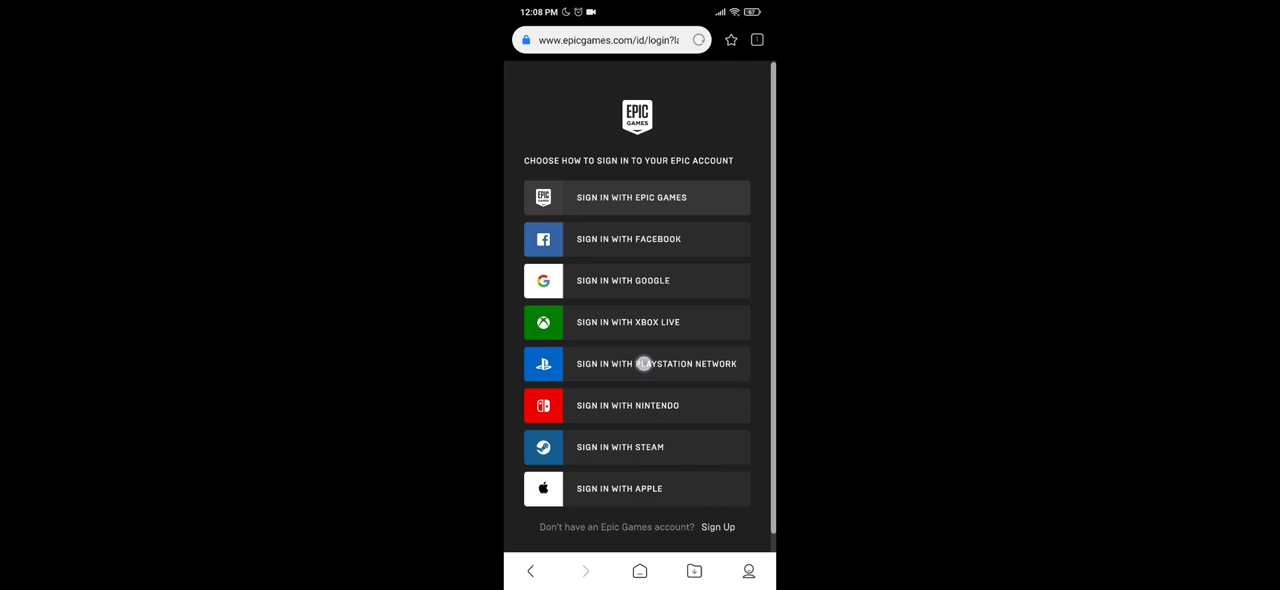 12:08 PM
67
www.epicgames.com/id/login?la
EPIC
GAMES
CHOOSE HOW TO SIGN IN TO YOUR EPIC ACCOUNT
EPIC
GAMES
SIGN IN WITH EPIC GAMES
SIGN IN WITH FACEBOOK
SIGN IN WITH GOOGLE
SIGN IN WITH XBOX LIVE
SIGN IN WITH PLAYSTATION NETWORK
SIGN IN WITH NINTENDO
SIGN IN WITH STEAM
SIGN IN WITH APPLE
Don't have an Epic Games account? Sign Up